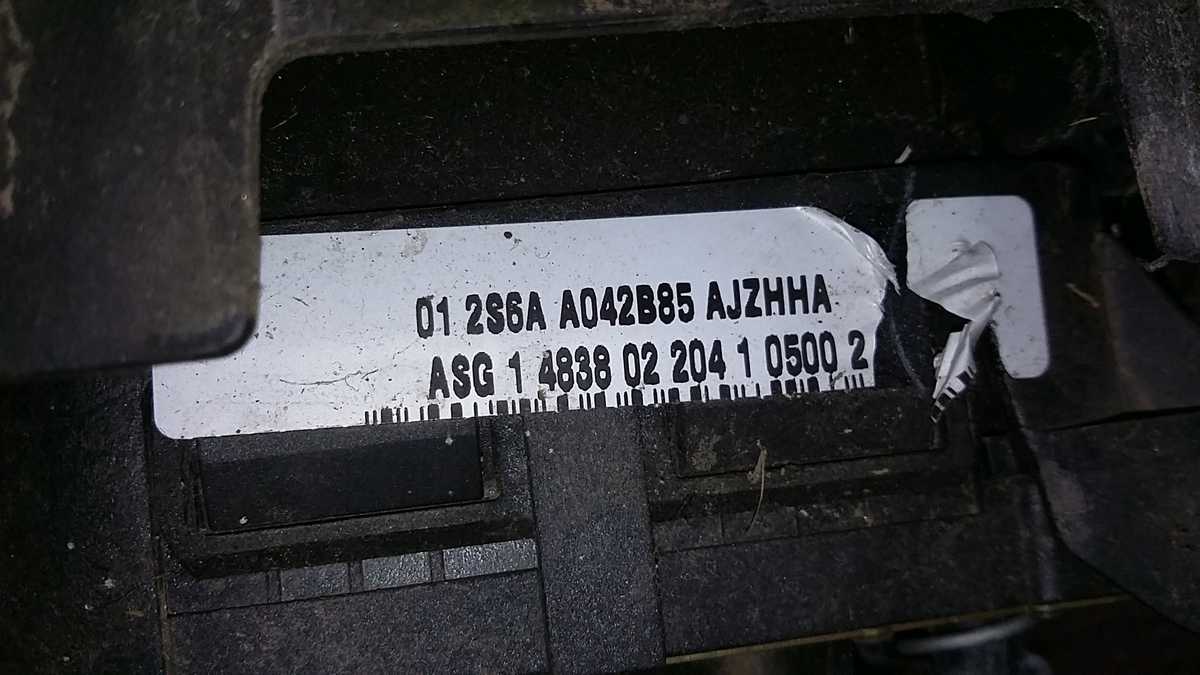 01 2S6A A042B85 AJZHHA
ASG 1 4838 02 204 1 0500 2